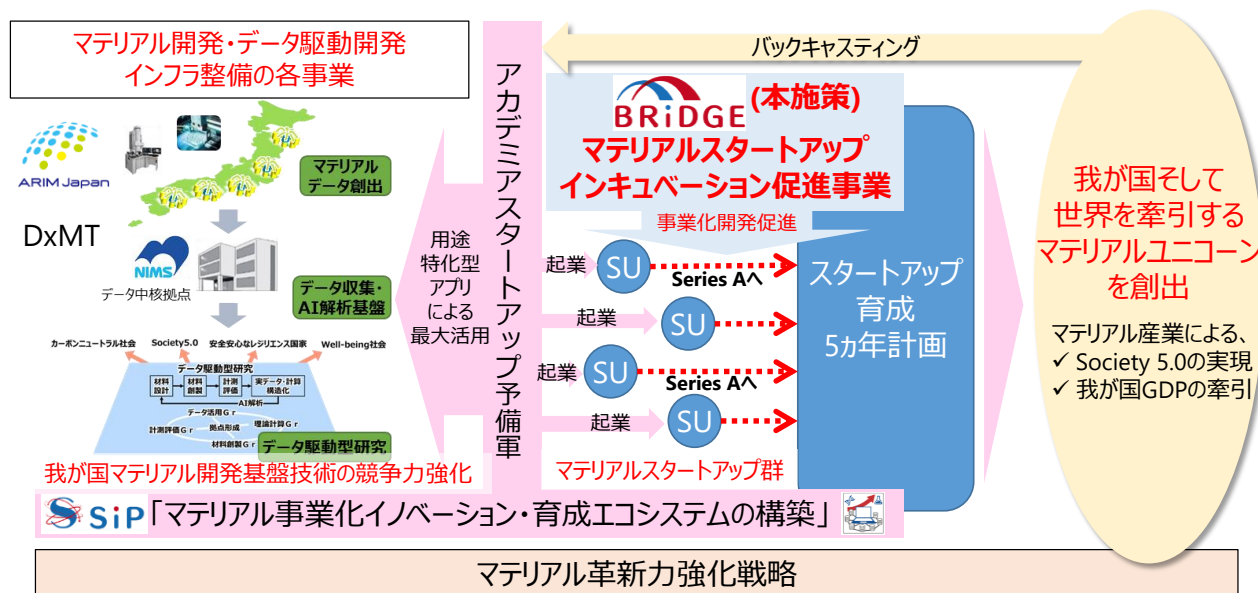 マテリアル開発・データ駆動開発
インフラ整備の各事業
ARIM Japan
マテリアル
データ創出
DxMT
NIMS
データ中核拠点
データ収集・
AI解析基盤
カーボンニュートラル社会
Society5.0
安全安心なレジリエンス国家
Well-being社会
データ駆動型研究
材料
設計
材料
創製
計測
評価
実データ・計算
構造化
AI解析
データ活用Ｇｒ
計測評価Ｇｒ
拠点形成
理論計算Ｇｒ
材料創製Ｇｒ
データ駆動型研究
我が国マテリアル開発基盤技術の競争力強化
用途
特化型
アプリ
による
最大活用
アカデミアスタートアップ予備軍
バックキャスティング
BRiDGE (本施策)
マテリアルスタートアップ
インキュベーション促進事業
事業化開発促進
起業
SU
Series Aへ
起業
SU
起業
SU
Series Aへ
起業
SU
マテリアルスタートアップ群
スタートアップ
育成
5ヵ年計画
我が国そして
世界を牽引する
マテリアルユニコーン
を創出
マテリアル産業による、
✓ Society 5.0の実現
✓ 我が国GDPの牽引
SiP「マテリアル事業化イノベーション・育成エコシステムの構築」
マテリアル革新力強化戦略